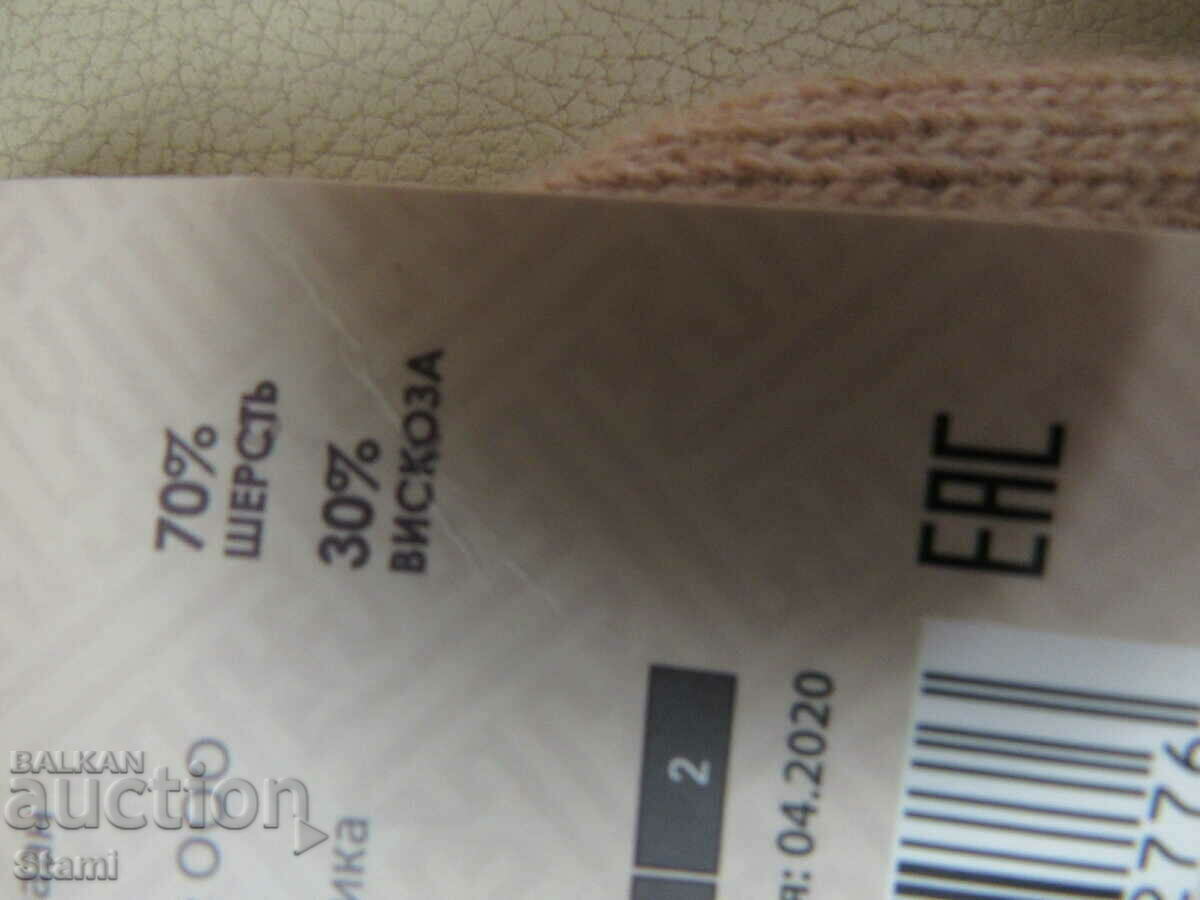 70%
ШЕРСТЬ
30%
ВИСКОЗА
EAC
2
04.2020
BALKAN
auction
Stami